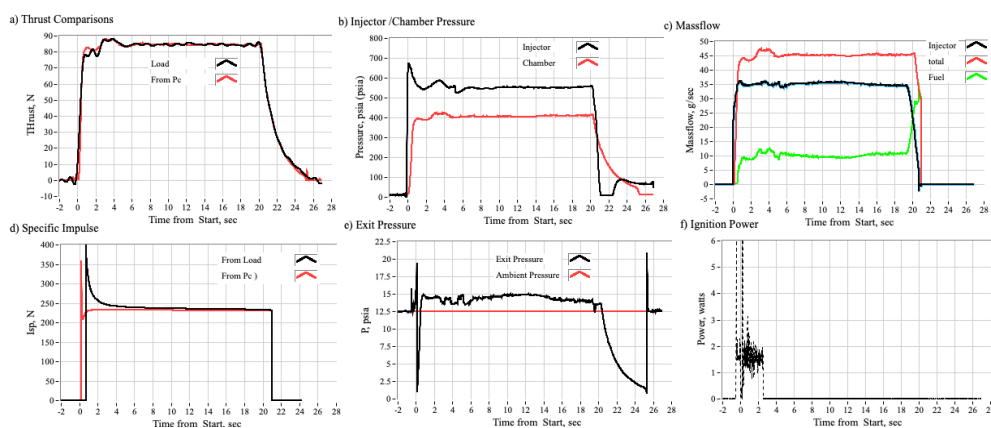 a) Thrust Comparisons
90
80
70
60
50
40
30
20
10
0
-10
THrust, N
Load
From Pc
-2 0 2 4 6 8 10 12 14 16 18 20 22 24 26 28
Time from Start, sec
b) Injector /Chamber Pressure
800
700
600
500
400
300
200
100
0
Pressure, psia (psia)
Injector
Chamber
-2 0 2 4 6 8 10 12 14 16 18 20 22 24 26 28
Time from Start, sec
c) Massflow
50
45
40
35
30
25
20
15
10
5
0
-5
Massflow, g/sec
Injector
total
Fuel
-2 0 2 4 6 8 10 12 14 16 18 20 22 24 26 28
Time from Start, sec
d) Specific Impulse
400
350
300
250
200
150
100
50
0
Isp, N
From Load
From Pc )
-2 0 2 4 6 8 10 12 14 16 18 20 22 24 26 28
Time from Start, sec
e) Exit Pressure
22.5
20
17.5
15
12.5
10
7.5
5
2.5
0
P, psia
Exit Pressure
Ambient Pressure
-2 0 2 4 6 8 10 12 14 16 18 20 22 24 26 28
Time from Start, sec
f) Ignition Power
6
5
4
3
2
1
0
Power, watts
-4 -2 0 2 4 6 8 10 12 14 16 18 20 22 24 26 28
Time from Start, sec